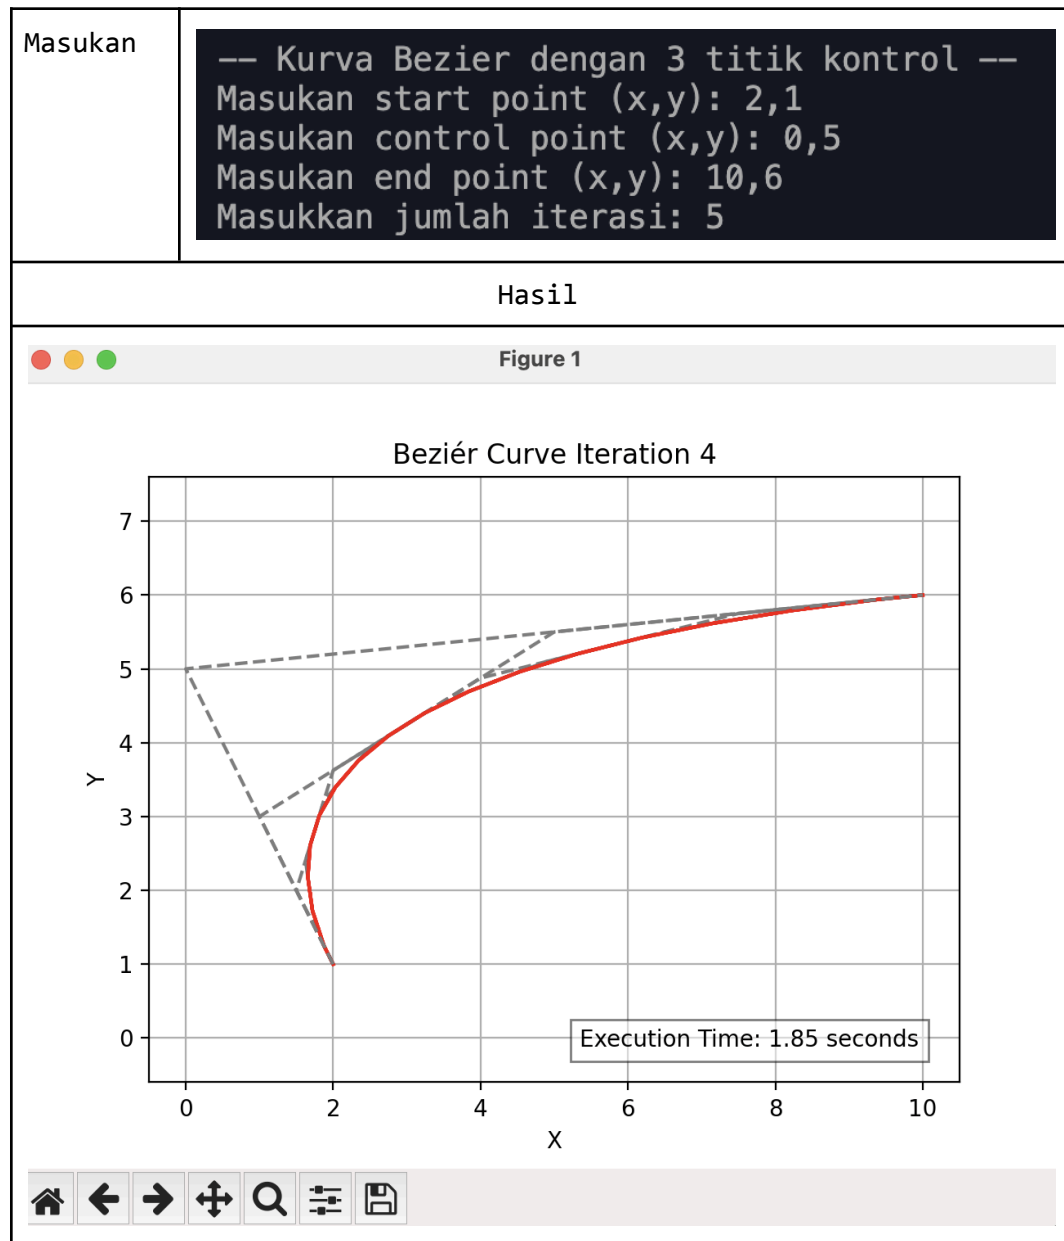 Masukan
-- Kurva Bezier dengan 3 titik kontrol --
Masukan start point (x,y): 2,1
Masukan control point (x,y): 0,5
Masukan end point (x,y): 10,6
Masukkan jumlah iterasi: 5
Hasil
Figure 1
Beziér Curve Iteration 4
7
6
5
4
3
2
1
0
Y
Execution Time: 1.85 seconds
0 2 4 6 8 10
X